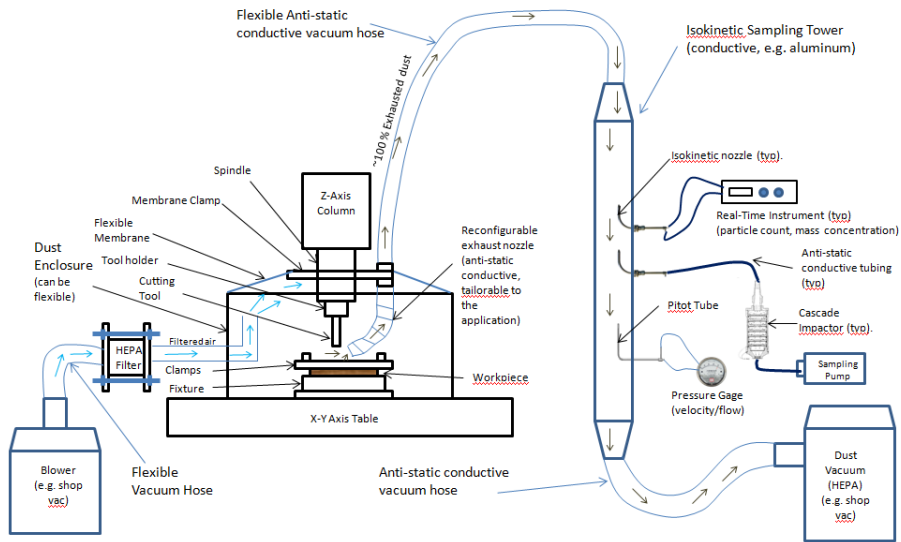 Flexible Anti-static
conductive vacuum hose
Isokinetic Sampling Tower
(conductive, e.g. aluminum)
~100% Exhausted dust
Isokinetic nozzle (typ).
Spindle
Z-Axis
Column
Membrane Clamp
Real-Time Instrument (typ)
(particle count, mass concentration)
Flexible
Membrane
Reconfigurable
exhaust nozzle
(anti-static
conductive,
tailorable to
the
application)
Dust
Enclosure
(can be
flexible)
Tool holder
Cutting
Tool
Anti-static
conductive tubing
(typ)
Pitot Tube
Cascade
Impactor (typ).
HEPA
Filter
Filtered air
Clamps
Fixture
Workpiece
Sampling
Pump
Pressure Gage
(velocity/flow)
X-Y Axis Table
Blower
(e.g. shop
vac)
Flexible
Vacuum Hose
Anti-static conductive
vacuum hose
Dust
Vacuum
(HEPA)
(e.g. shop
vac)